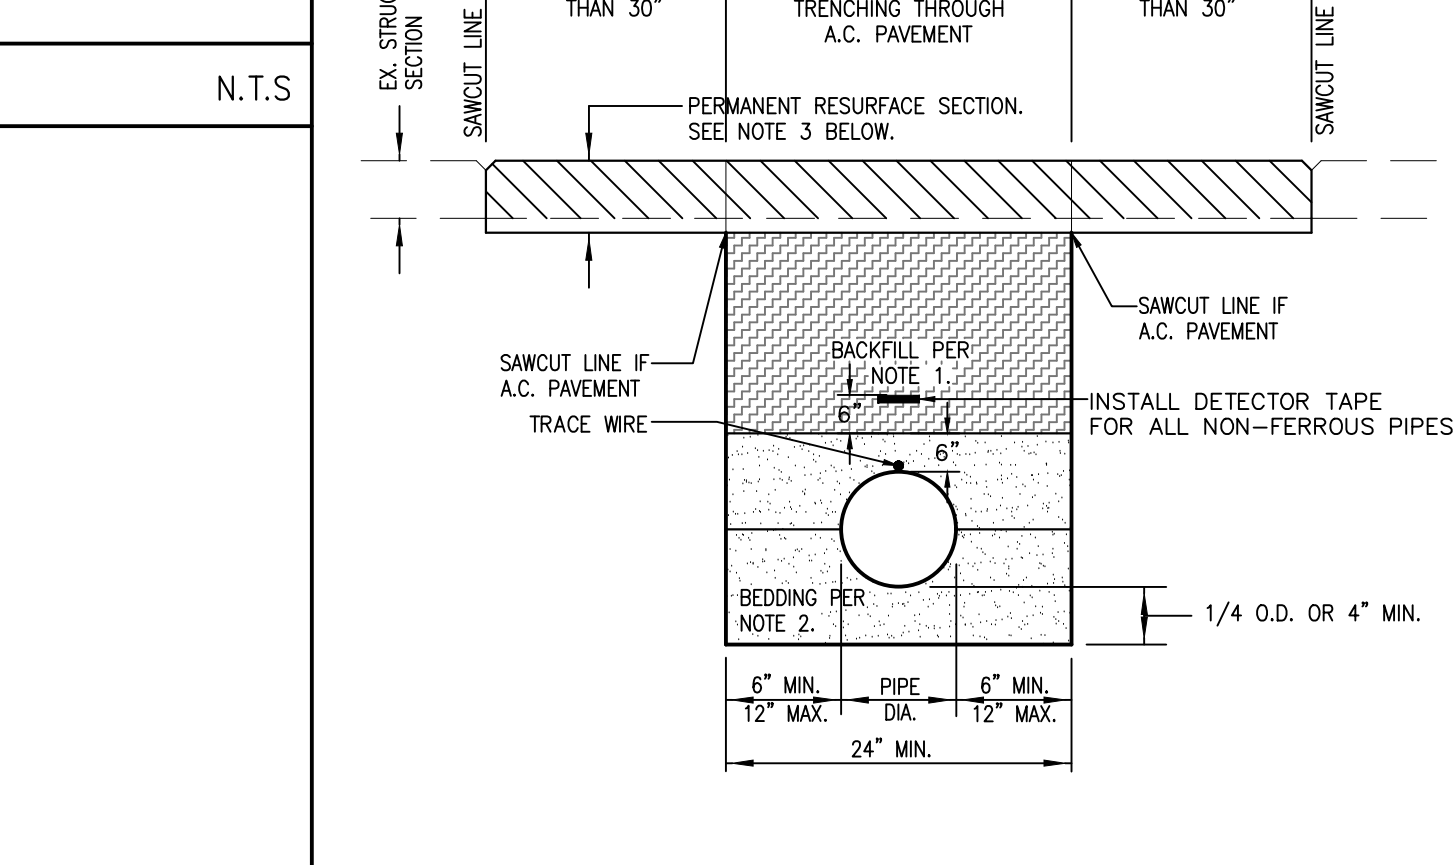 THAN 30”
TRENCHING THROUGH
A.C. PAVEMENT
THAN 30”
EX. STRUC
SECTION
SAWCUT LINE
SAWCUT LINE
N.T.S
PERMANENT RESURFACE SECTION.
SEE NOTE 3 BELOW.
SAWCUT LINE IF
A.C. PAVEMENT
SAWCUT LINE IF
A.C. PAVEMENT
BACKFILL PER
NOTE 1.
6”
INSTALL DETECTOR TAPE
FOR ALL NON-FERROUS PIPES
TRACE WIRE
6”
BEDDING PER
NOTE 2.
1/4 O.D. OR 4” MIN.
6” MIN.
12” MAX.
PIPE
DIA.
6” MIN.
12” MAX.
24” MIN.